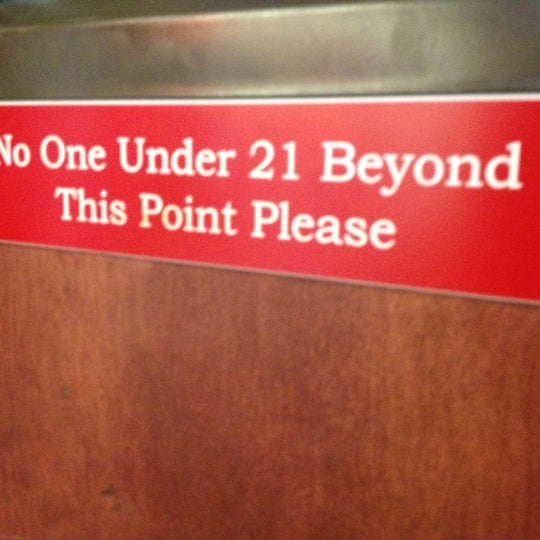 No One Under 21 Beyond
This Point Please